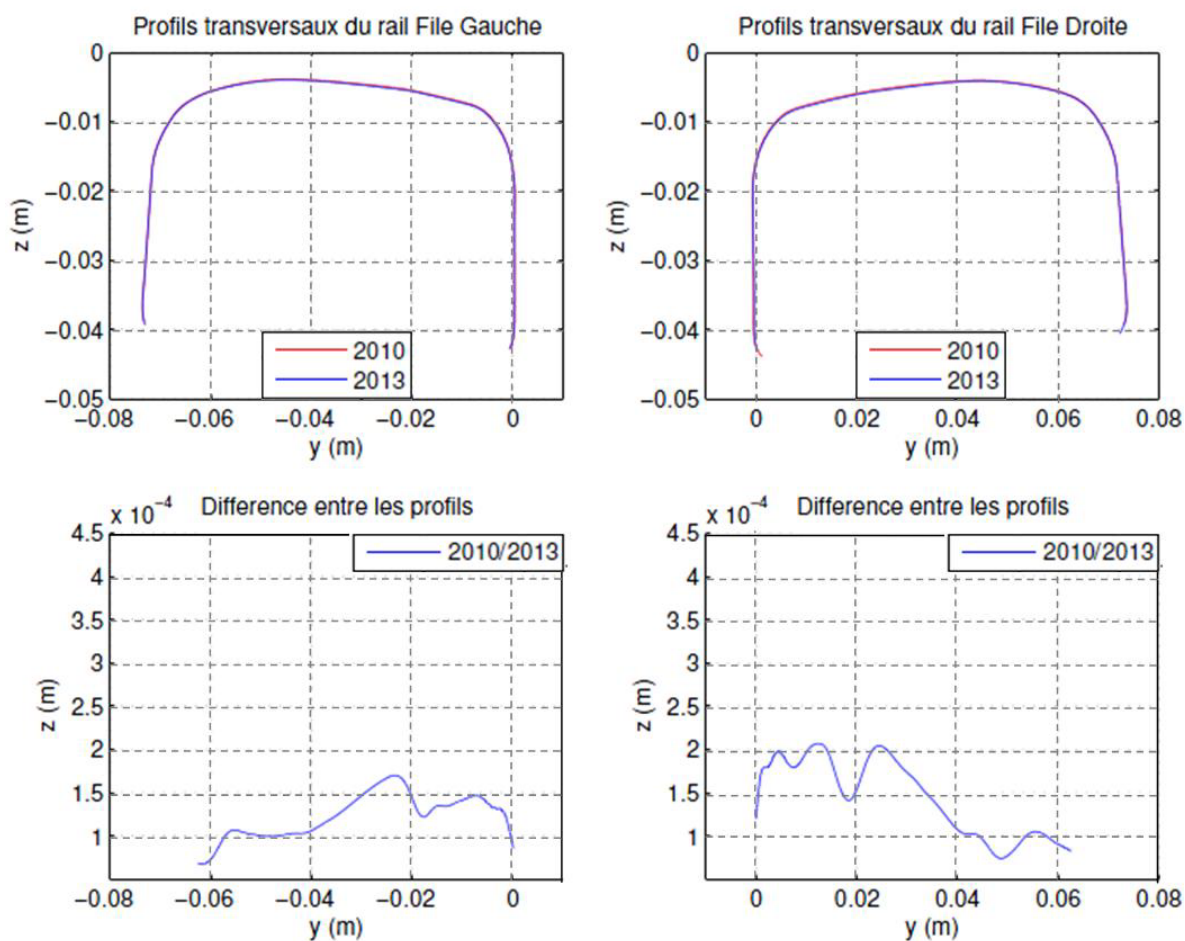 Profils transversaux du rail File Gauche
0
−0.01
−0.02
−0.03
−0.04
−0.05
z (m)
2010
2013
−0.08 −0.06 −0.04 −0.02 0
y (m)
Profils transversaux du rail File Droite
0
−0.01
−0.02
−0.03
−0.04
−0.05
z (m)
2010
2013
0 0.02 0.04 0.06 0.08
y (m)
x 10−4 Difference entre les profils
4.5
4
3.5
3
2.5
2
1.5
1
z (m)
2010/2013
−0.08 −0.06 −0.04 −0.02 0
y (m)
x 10−4 Difference entre les profils
4.5
4
3.5
3
2.5
2
1.5
1
z (m)
2010/2013
0 0.02 0.04 0.06 0.08
y (m)